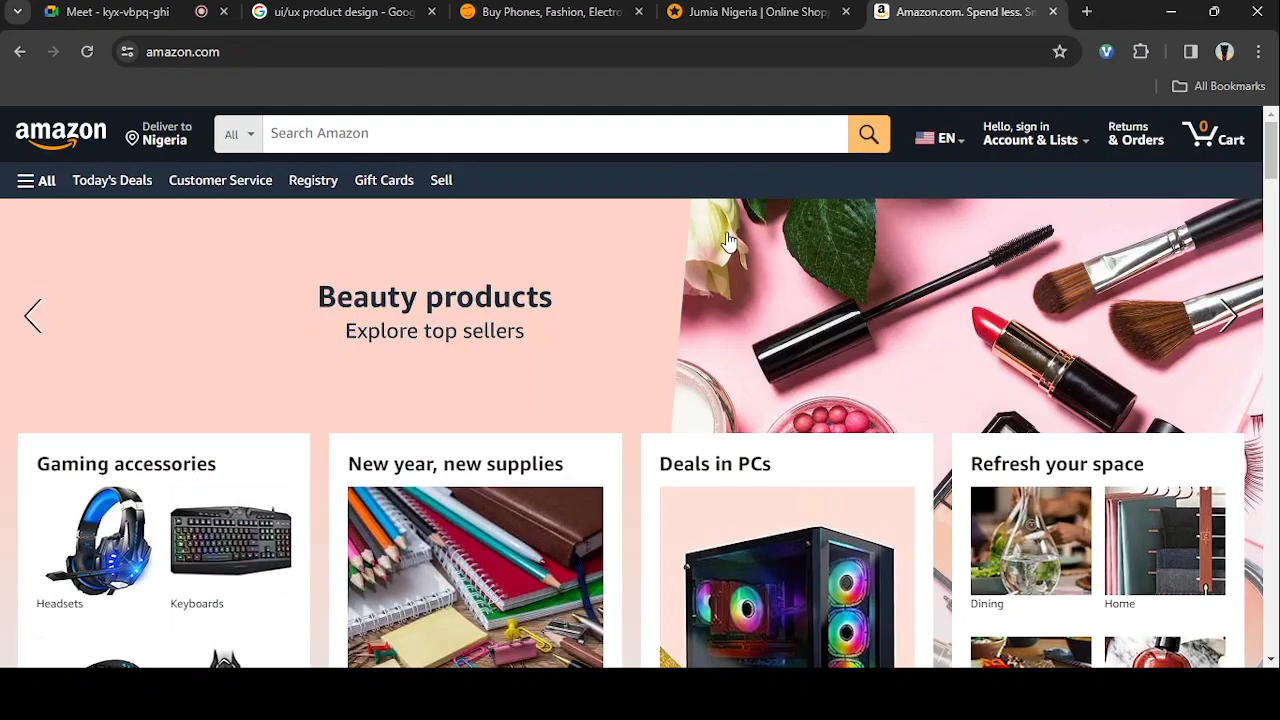 Meet - kyx-vbpq-ghi
ui/ux product design - Goog
Buy Phones, Fashion, Electro
Jumia Nigeria | Online Shop
Amazon.com. Spend less. Sm
amazon.com
All Bookmarks
amazon
Deliver to
Nigeria
All
Search Amazon
EN
Hello, sign in
Account & Lists
Returns
& Orders
0
Cart
All
Today's Deals
Customer Service
Registry
Gift Cards
Sell
Beauty products
Explore top sellers
Gaming accessories
New year, new supplies
Deals in PCs
Refresh your space
Headsets
Keyboards
Dining
Home